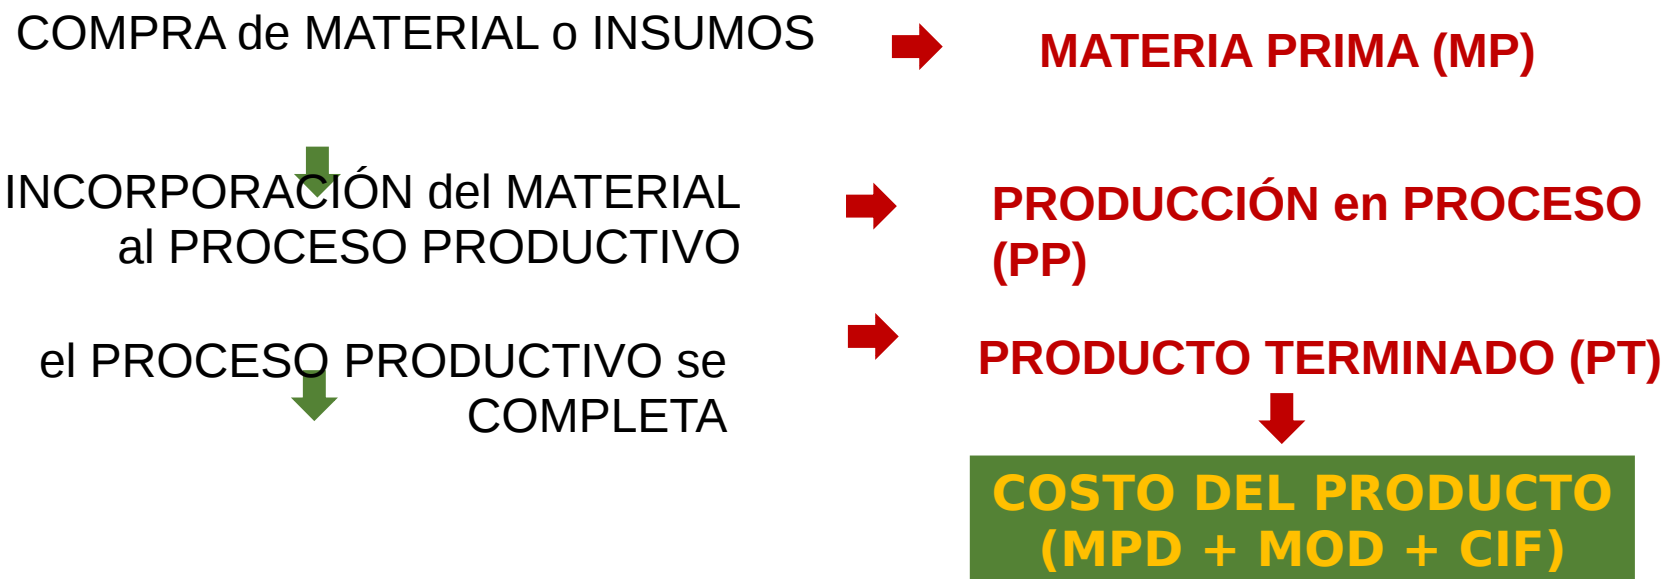 COMPRA de MATERIAL o INSUMOS
MATERIA PRIMA (MP)
INCORPORACIÓN del MATERIAL
al PROCESO PRODUCTIVO
PRODUCCIÓN en PROCESO
(PP)
el PROCESO PRODUCTIVO se
COMPLETA
PRODUCTO TERMINADO (PT)
COSTO DEL PRODUCTO
(MPD + MOD + CIF)